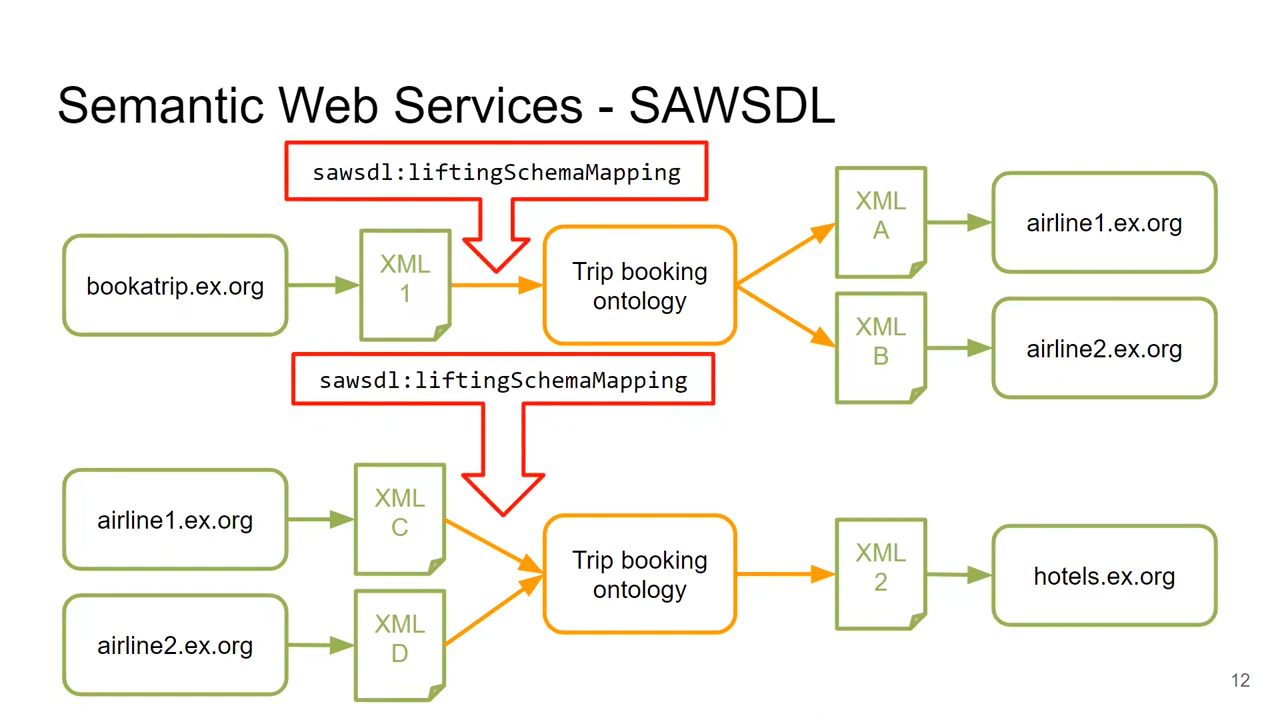 Semantic Web Services - SAWSDL
sawsdl:liftingSchemaMapping
bookatrip.ex.org
XML
1
Trip booking
ontology
XML
A
airline1.ex.org
XML
B
airline2.ex.org
sawsdl:liftingSchemaMapping
airline1.ex.org
XML
C
airline2.ex.org
XML
D
Trip booking
ontology
XML
2
hotels.ex.org
12